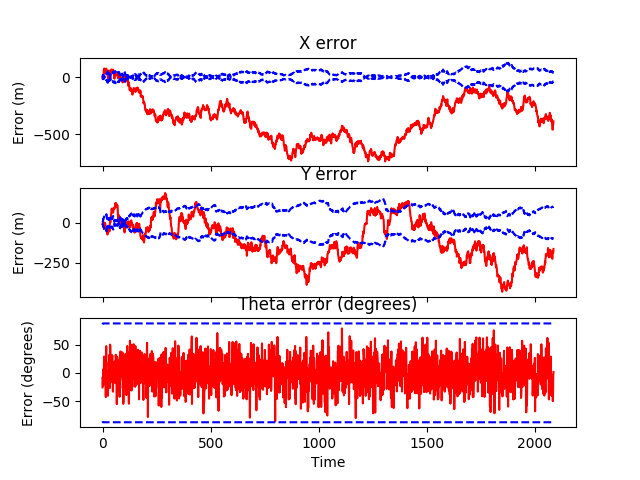 X error
0
−500
Error (m)
Y error
0
−250
Error (m)
Theta error (degrees)
50
0
−50
Error (degrees)
0 500 1000 1500 2000
Time